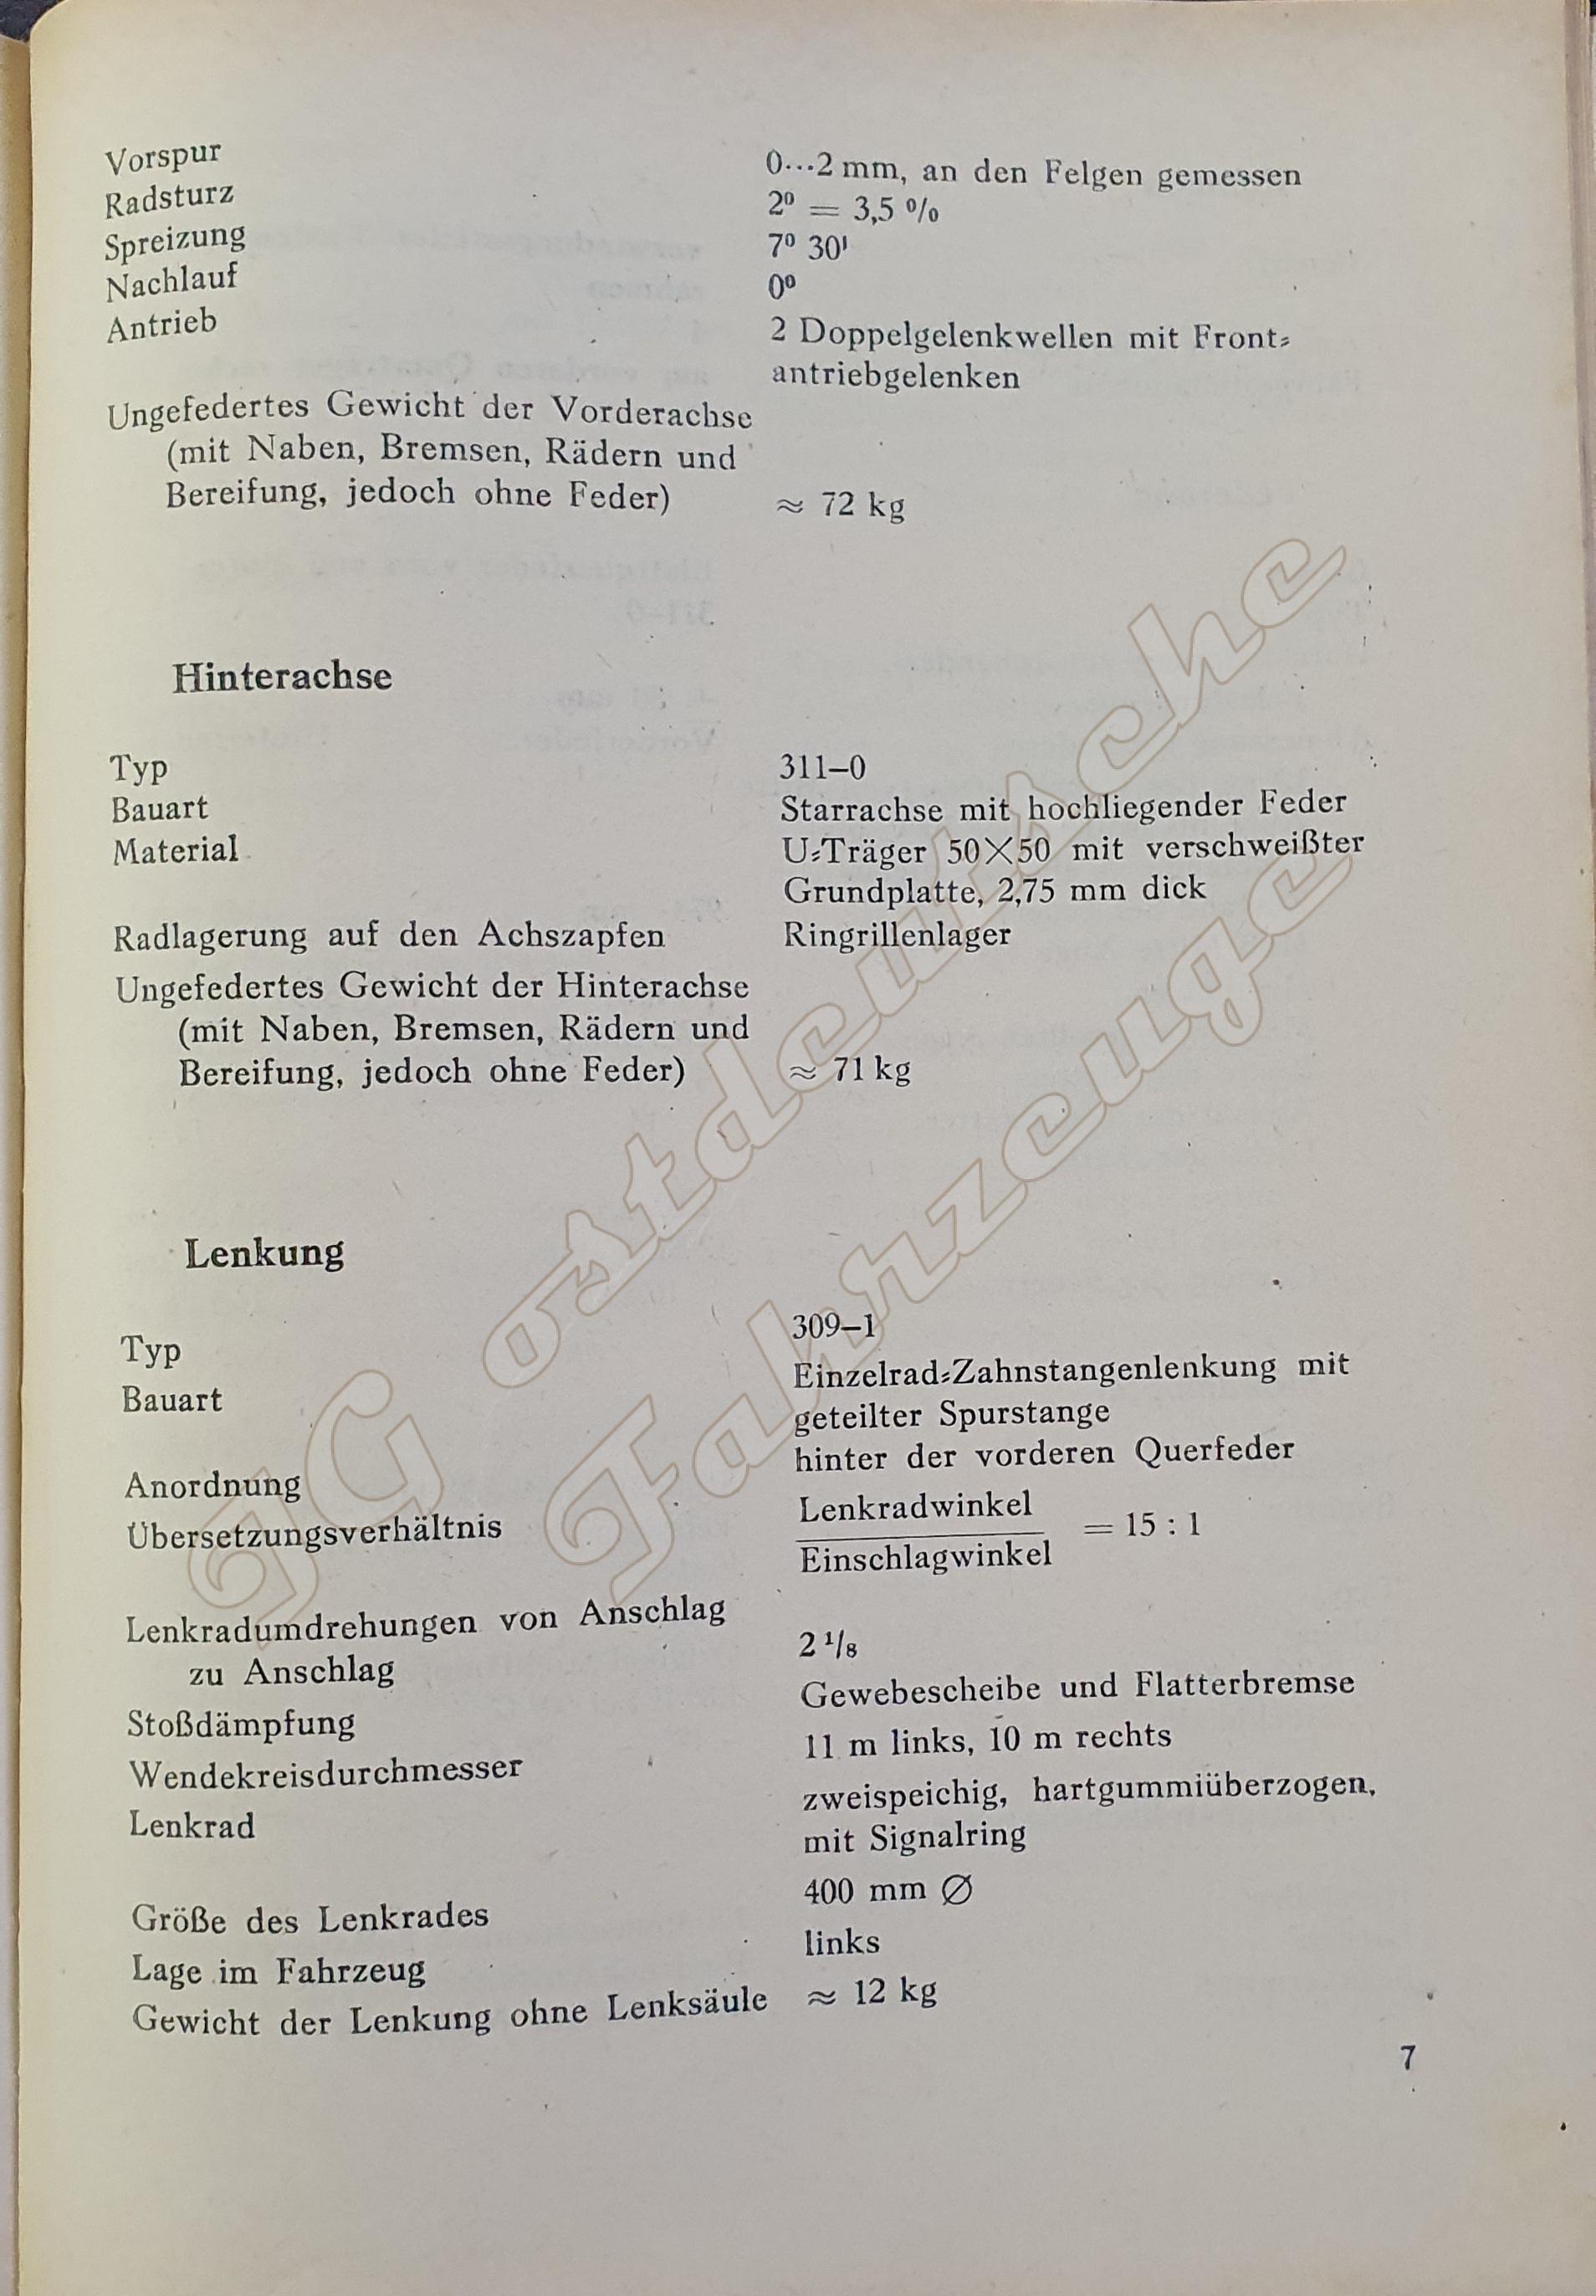 Vorspur 0...2 mm, an den Felgen gemessen
Radsturz 2⁰ = 3,5 %
Spreizung 7⁰ 30'
Nachlauf 0⁰
Antrieb 2 Doppelgelenkwellen mit Front-
antriebgelenken
Ungefedertes Gewicht der Vorderachse
(mit Naben, Bremsen, Rädern und
Bereifung, jedoch ohne Feder) ≈ 72 kg
Hinterachse
Typ 311–0
Bauart Starrachse mit hochliegender Feder
Material U-Träger 50×50 mit verschweißter
Grundplatte, 2,75 mm dick
Radlagerung auf den Achszapfen Ringrillenlager
Ungefedertes Gewicht der Hinterachse
(mit Naben, Bremsen, Rädern und
Bereifung, jedoch ohne Feder) ≈ 71 kg
Lenkung
Typ 309–1
Bauart Einzelrad-Zahnstangenlenkung mit
geteilter Spurstange
Anordnung hinter der vorderen Querfeder
Übersetzungsverhältnis Lenkradwinkel
Einschlagwinkel = 15 : 1
Lenkradumdrehungen von Anschlag
zu Anschlag 2 1/8
Stoßdämpfung Gewebescheibe und Flatterbremse
Wendekreisdurchmesser 11 m links, 10 m rechts
Lenkrad zweispeichig, hartgummiüberzogen,
mit Signalring
Größe des Lenkrades 400 mm ∅
Lage im Fahrzeug links
Gewicht der Lenkung ohne Lenksäule ≈ 12 kg
7
IG ostdeutsche
Fahrzeuge